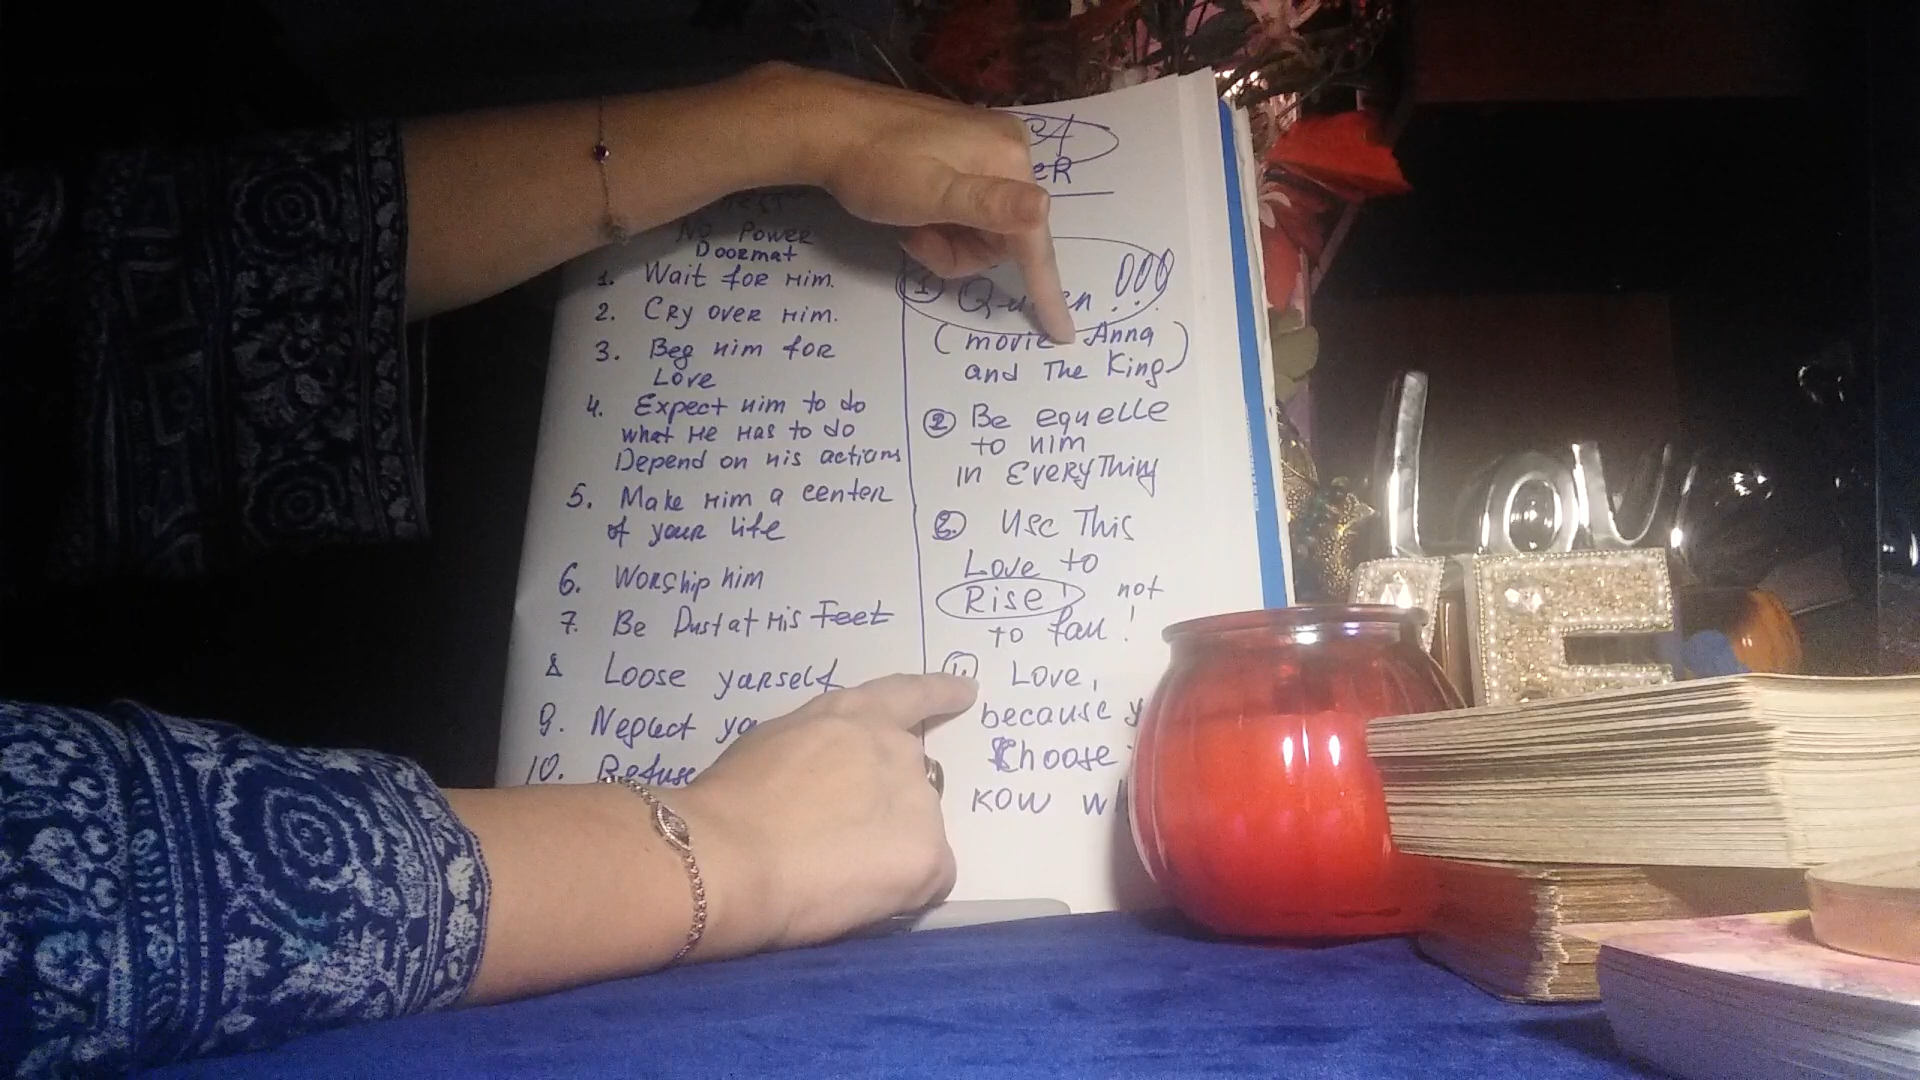 No Power
Doormat
1. Wait for Him.
2. Cry over Him.
3. Beg Him for
Love
4. Expect Him to do
what He Has to do
Depend on His actions
5. Make Him a center
of your life
6. Worship him
7. Be Dust at His Feet
8 Loose yarself
9. Neglect
10. Refuse
eR
1 Queen !!!
(movie Anna
and The King)
2 Be equelle
to Him
in EveryThing
3. Use This
Love to
Rise! not
to fall!
Love,
because
Choose
KOW
LOV
E